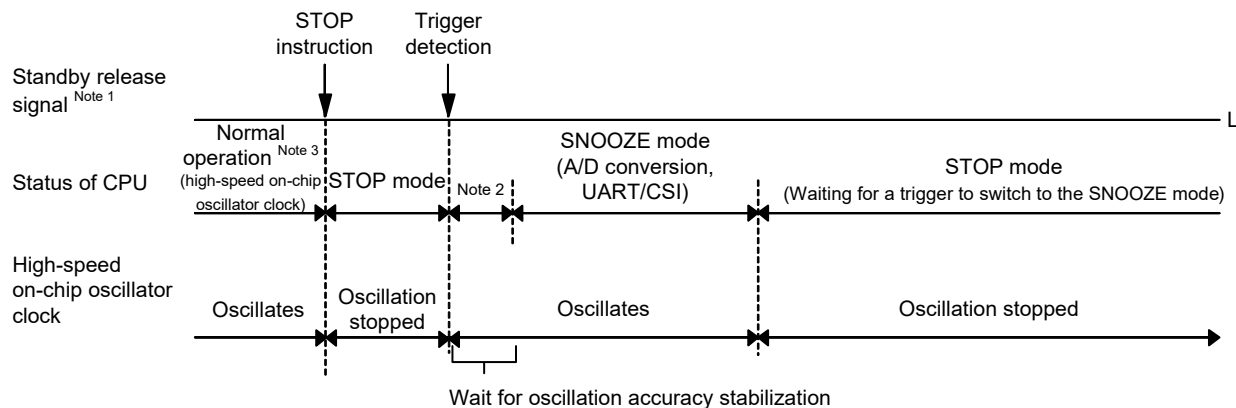 STOP
instruction
Trigger
detection
Standby release
signal Note 1
L
Status of CPU
Normal
operation Note 3
(high-speed on-chip
oscillator clock)
STOP mode
Note 2
SNOOZE mode
(A/D conversion,
UART/CSI)
STOP mode
(Waiting for a trigger to switch to the SNOOZE mode)
High-speed
on-chip oscillator
clock
Oscillates
Oscillation
stopped
Oscillates
Oscillation stopped
Wait for oscillation accuracy stabilization